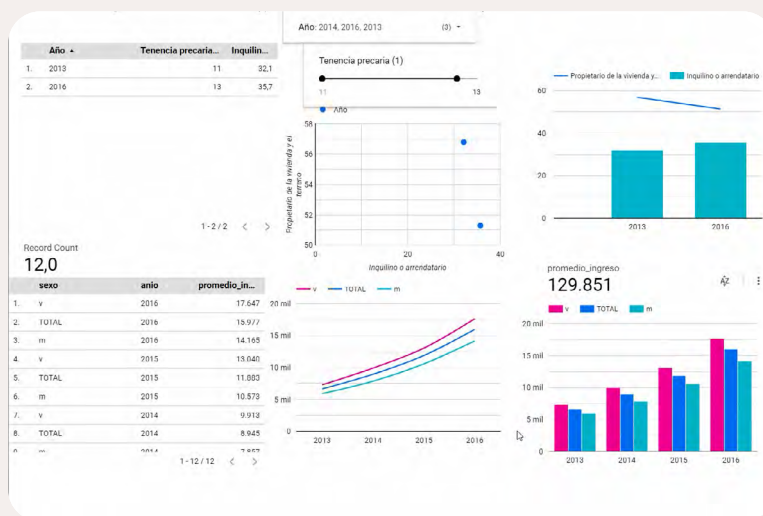 Año: 2014, 2016, 2013 (0)
Año Tenencia precaria... Inquilin...
1. 2013 11 32,1
2. 2016 13 35,7
1 - 2 / 2 < >
Tenencia precaria (1)
11 13
Año
58
56
54
52
50
0 20 40
Propietario de la vivienda y el terreno
Inquilino o arrendatario
Propietario de la vivienda y... Inquilino o arrendatario
60
40
20
0
2013 2016
Record Count
12,0
sexo anio promedio_in...
1. v 2016 17.647
2. TOTAL 2016 15.977
3. m 2016 14.165
4. v 2015 13.040
5. TOTAL 2015 11.883
6. m 2015 10.573
7. v 2014 9.913
8. TOTAL 2014 8.945
1 - 12 / 12 < >
v TOTAL m
20 mil
15 mil
10 mil
5 mil
0
2013 2014 2015 2016
promedio_ingreso
129.851
v TOTAL m
20 mil
15 mil
10 mil
5 mil
0
2013 2014 2015 2016